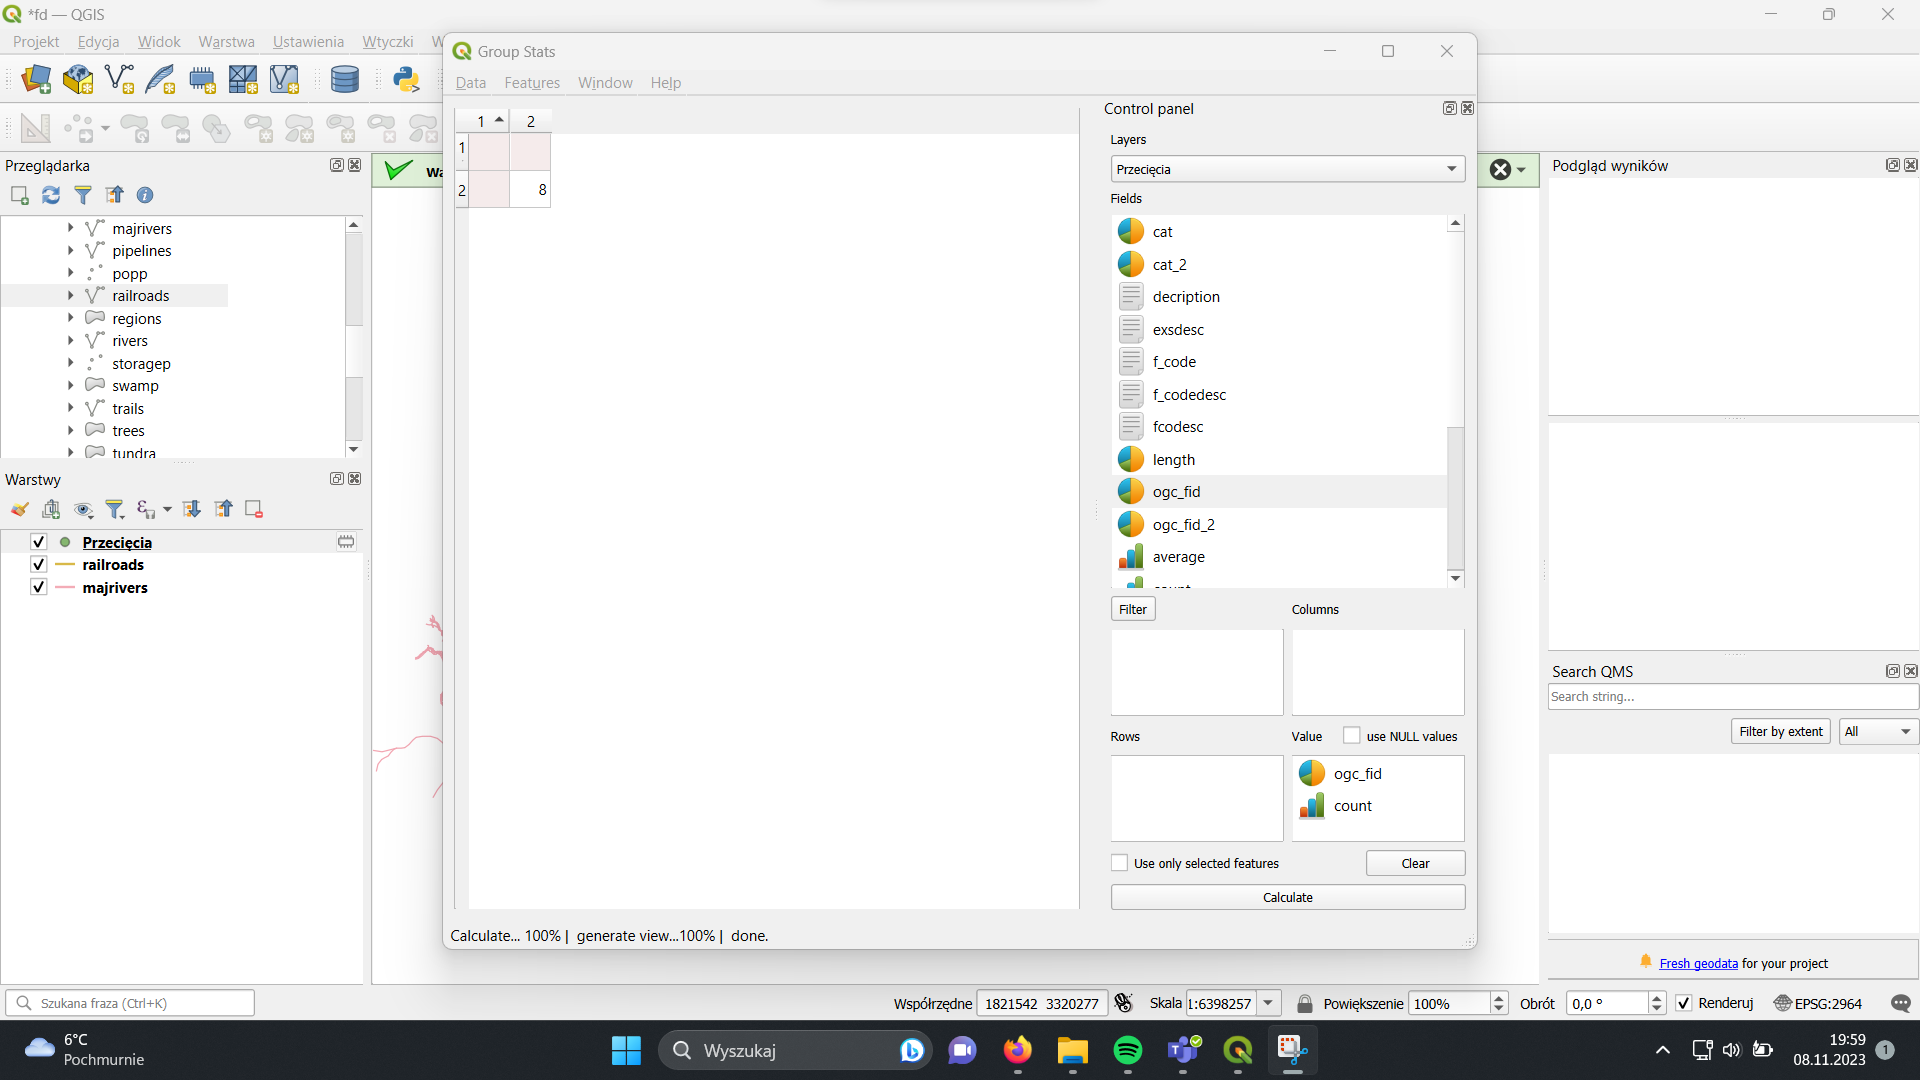 *fd — QGIS
Projekt Edycja Widok Warstwa Ustawienia Wtyczki W
Przeglądarka
majrivers
pipelines
popp
railroads
regions
rivers
storagep
swamp
trails
trees
tundra
Warstwy
Przecięcia
railroads
majrivers
Wa
Group Stats
Data Features Window Help
1 2
1
2 8
Control panel
Layers
Przecięcia
Fields
cat
cat_2
decription
exsdesc
f_code
f_codedesc
fcodesc
length
ogc_fid
ogc_fid_2
average
count
Filter Columns
Rows Value use NULL values
ogc_fid
count
Use only selected features Clear
Calculate
Calculate... 100% | generate view...100% | done.
Podgląd wyników
Search QMS
Search string...
Filter by extent All
Fresh geodata for your project
Szukana fraza (Ctrl+K) Współrzędne 1821542 3320277 Skala 1:6398257 Powiększenie 100% Obrót 0,0 ° Renderuj EPSG:2964
6°C
Pochmurnie
Wyszukaj
19:59
08.11.2023 1